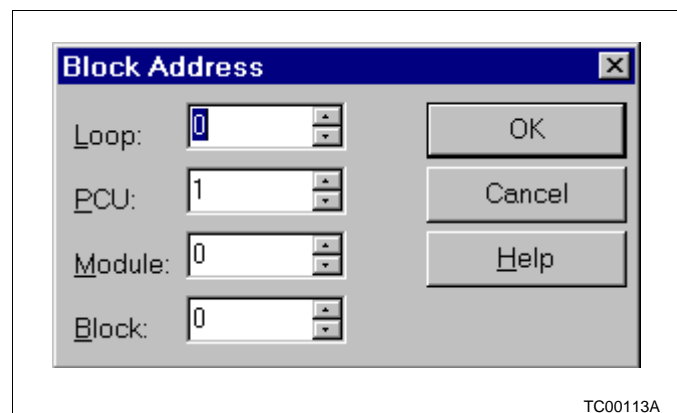 Block Address
Loop: 0
PCU: 1
Module: 0
Block: 0
OK
Cancel
Help
TC00113A